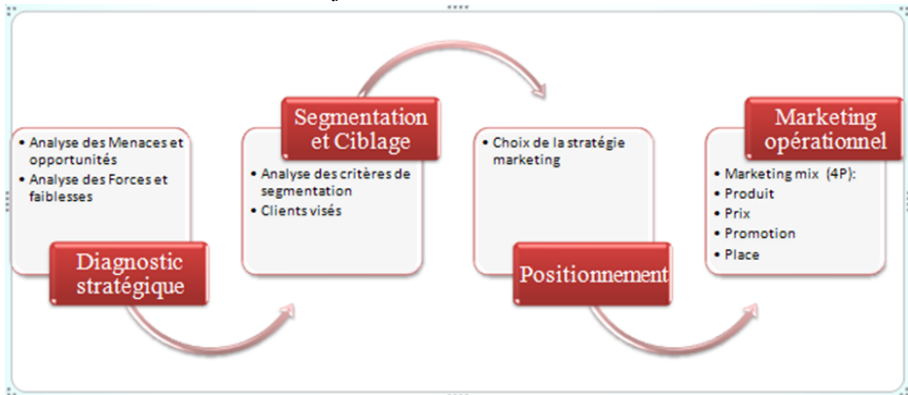 • Analyse des Menaces et
opportunités
• Analyse des Forces et
faiblesses
Diagnostic
stratégique
Segmentation
et Ciblage
• Analyse des critères de
segmentation
• Clients visés
• Choix de la stratégie
marketing
Positionnement
Marketing
opérationnel
• Marketing mix (4P):
• Produit
• Prix
• Promotion
• Place